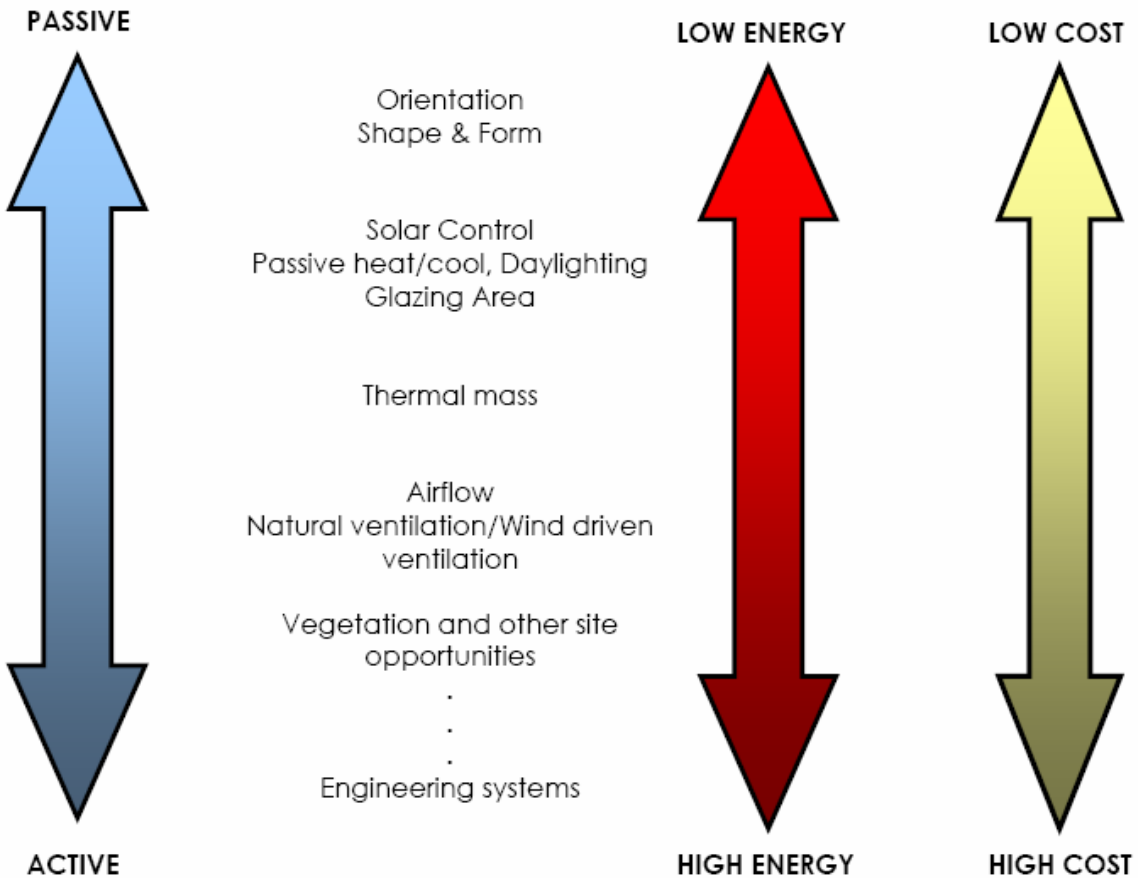 PASSIVE
LOW ENERGY
LOW COST
Orientation
Shape & Form
Solar Control
Passive heat/cool, Daylighting
Glazing Area
Thermal mass
Airflow
Natural ventilation/Wind driven
ventilation
Vegetation and other site
opportunities
.
.
.
Engineering systems
ACTIVE
HIGH ENERGY
HIGH COST